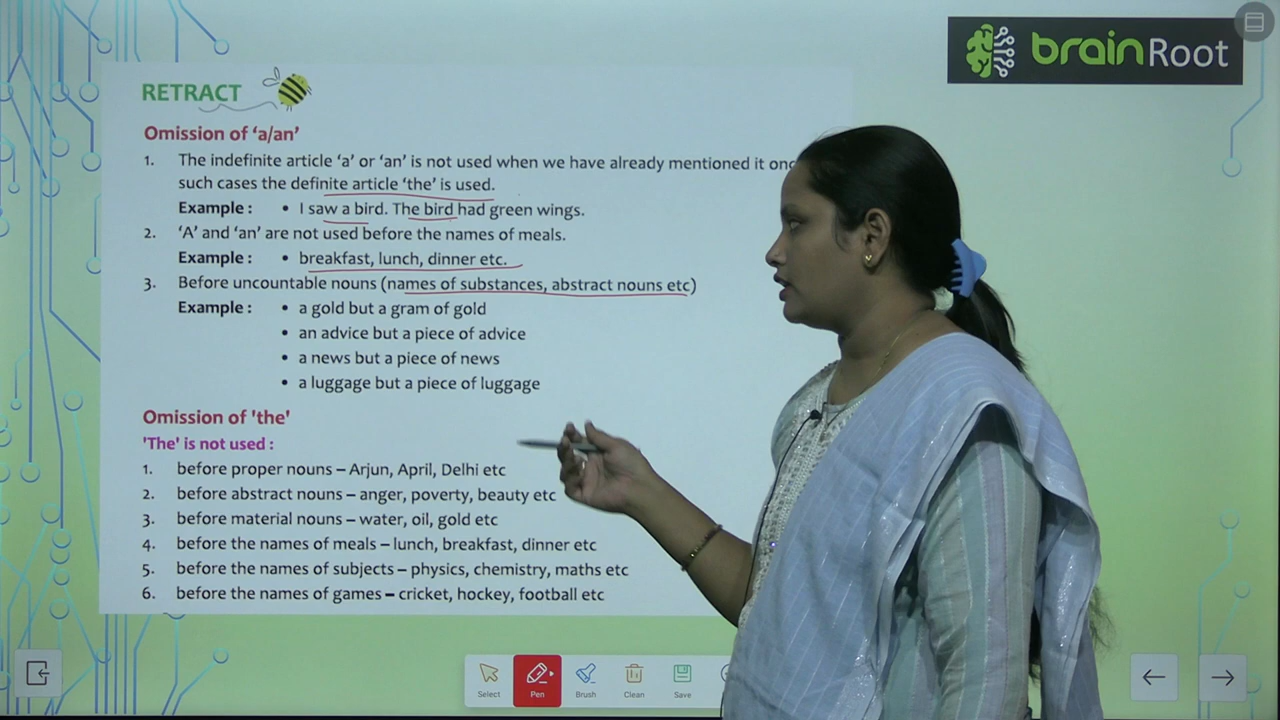 brainRoot
RETRACT
Omission of ‘a/an’
1. The indefinite article ‘a’ or ‘an’ is not used when we have already mentioned it
such cases the definite article ‘the’ is used.
Example : • I saw a bird. The bird had green wings.
2. ‘A’ and ‘an’ are not used before the names of meals.
Example : • breakfast, lunch, dinner etc.
3. Before uncountable nouns (names of substances, abstract nouns etc)
Example : • a gold but a gram of gold
• an advice but a piece of advice
• a news but a piece of news
• a luggage but a piece of luggage
Omission of 'the'
'The' is not used :
1. before proper nouns – Arjun, April, Delhi etc
2. before abstract nouns – anger, poverty, beauty etc
3. before material nouns – water, oil, gold etc
4. before the names of meals – lunch, breakfast, dinner etc
5. before the names of subjects – physics, chemistry, maths etc
6. before the names of games – cricket, hockey, football etc
Select Pen Brush Clean Save